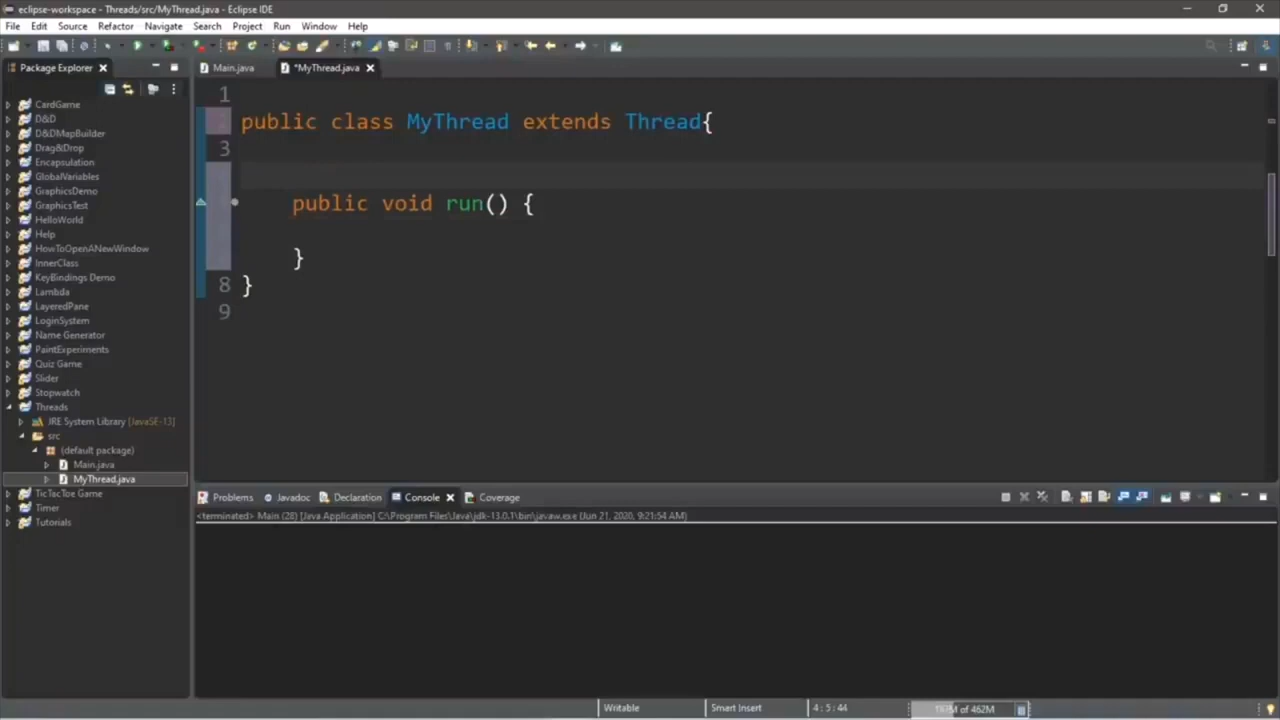 eclipse-workspace - Threads/src/MyThread.java - Eclipse IDE
File Edit Source Refactor Navigate Search Project Run Window Help
Package Explorer
Main.java *MyThread.java
1
public class MyThread extends Thread{
3
public void run() {
}
8 }
9
CardGame
D&D
D&DMapBuilder
Drag&Drop
Encapsulation
GlobalVariables
GraphicsDemo
GraphicsTest
HelloWorld
Help
HowToOpenANewWindow
InnerClass
KeyBindings Demo
Lambda
LayeredPane
LoginSystem
Name Generator
PaintExperiments
Quiz Game
Slider
Stopwatch
Threads
JRE System Library [JavaSE-13]
src
(default package)
Main.java
MyThread.java
TicTacToe Game
Timer
Tutorials
Problems Javadoc Declaration Console Coverage
<terminated> Main (28) [Java Application] C:\Program Files\Java\jdk-13.0.1\bin\javaw.exe (Jun 21, 2020, 9:21:54 AM)
Writable Smart Insert 4 : 5 : 44 of 462M